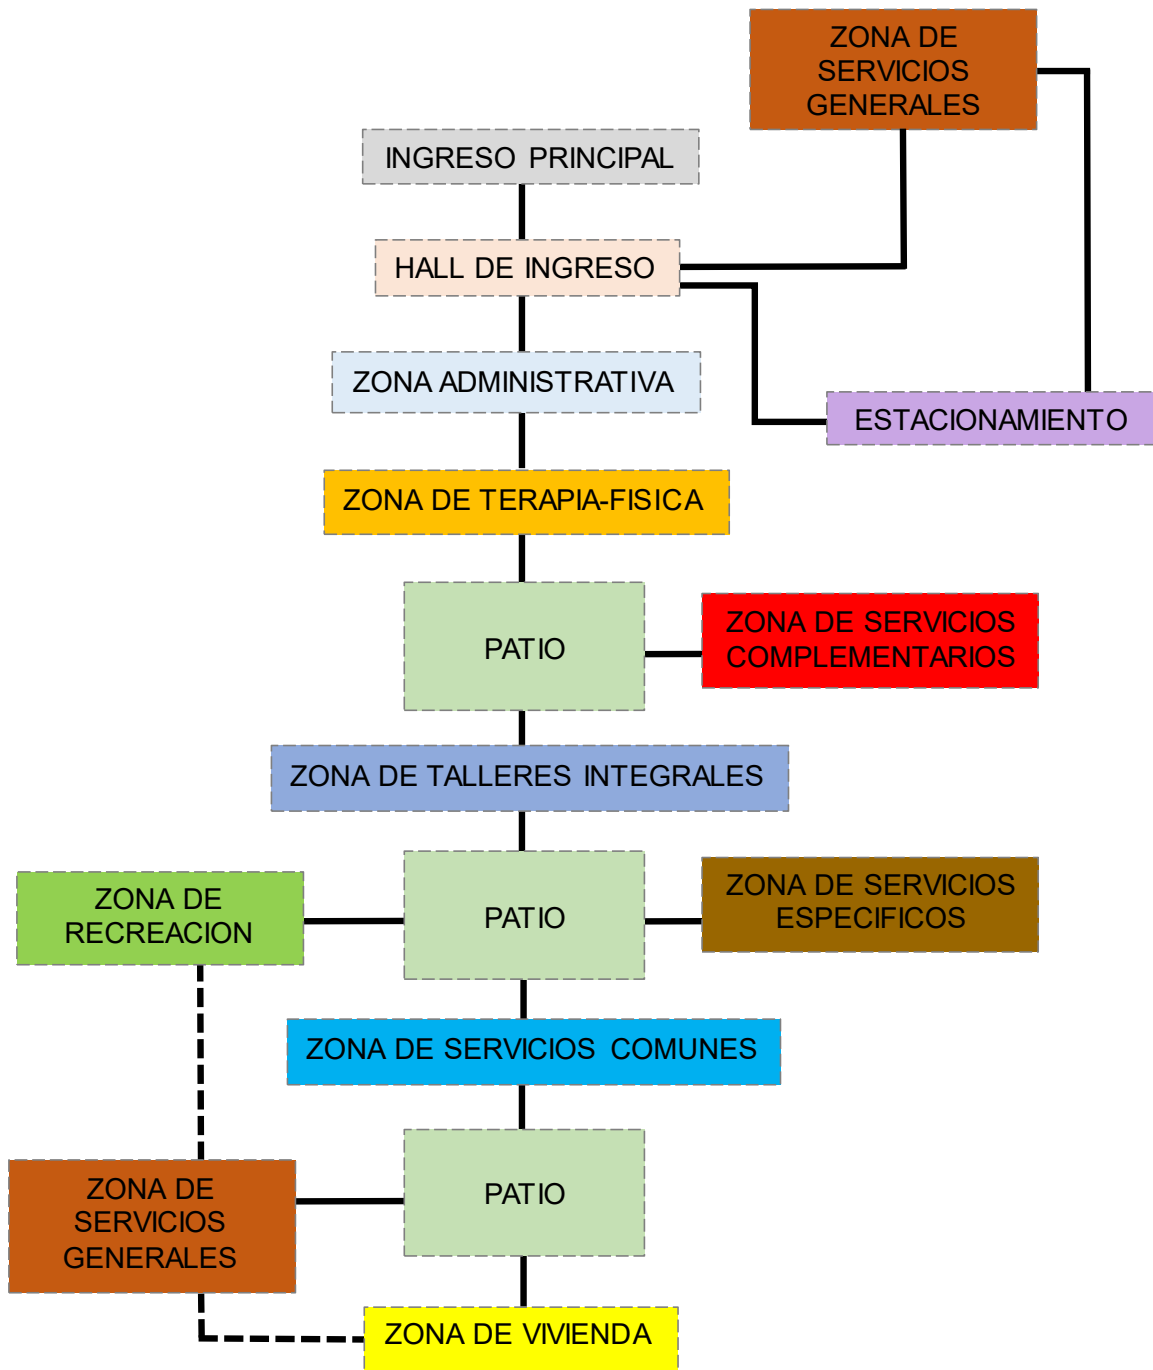 ZONA DE
SERVICIOS
GENERALES
INGRESO PRINCIPAL
HALL DE INGRESO
ZONA ADMINISTRATIVA
ESTACIONAMIENTO
ZONA DE TERAPIA-FISICA
PATIO
ZONA DE SERVICIOS
COMPLEMENTARIOS
ZONA DE TALLERES INTEGRALES
ZONA DE
RECREACION
PATIO
ZONA DE SERVICIOS
ESPECIFICOS
ZONA DE SERVICIOS COMUNES
ZONA DE
SERVICIOS
GENERALES
PATIO
ZONA DE VIVIENDA